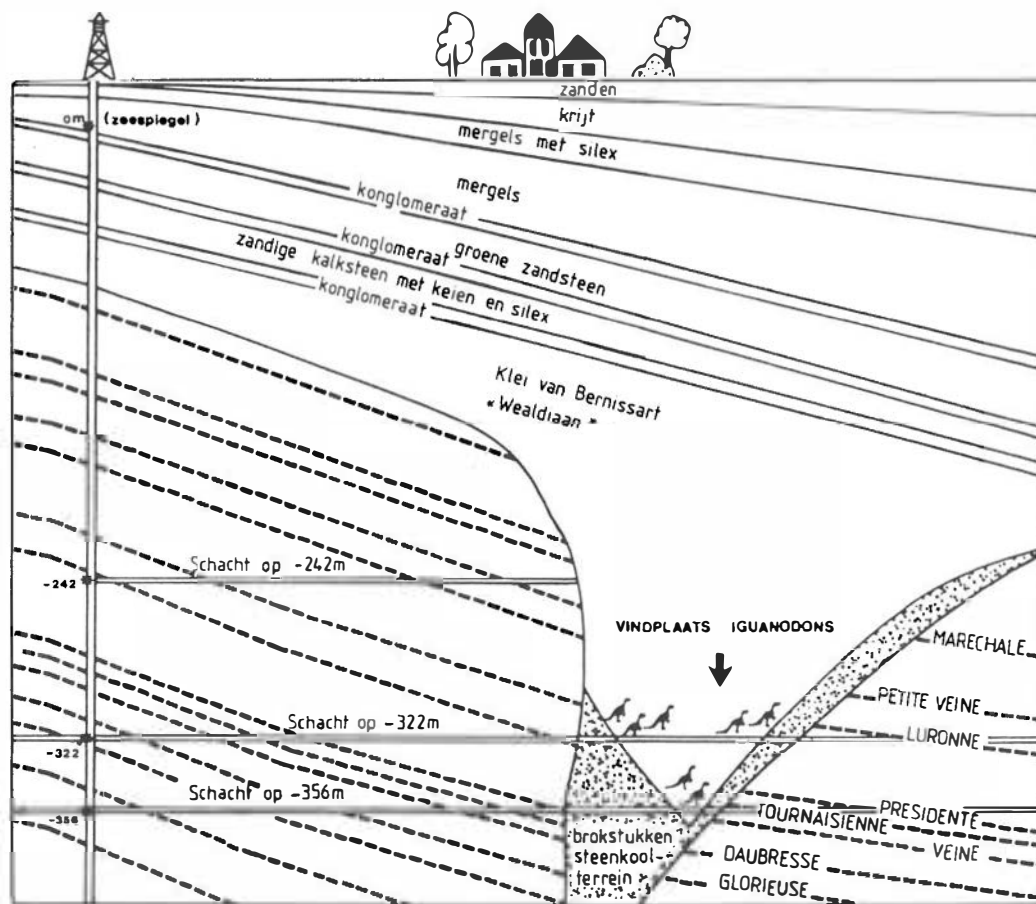 zanden
krijt
om (zeespiegel)
mergels met silex
mergels
konglomeraat
konglomeraat
groene zandsteen
zandige kalksteen met keien en silex
konglomeraat
Klei van Bernissart
"Wealdiaan"
Schacht op -242m
-242
VINDPLAATS IGUANODONS
MARECHALE
PETITE VEINE
Schacht op -322m
LURONNE
-322
Schacht op -356m
PRESIDENTE
-356
TOURNAISIENNE
VEINE
brokstukken
steenkool-
terrein
DAUBRESSE
GLORIEUSE